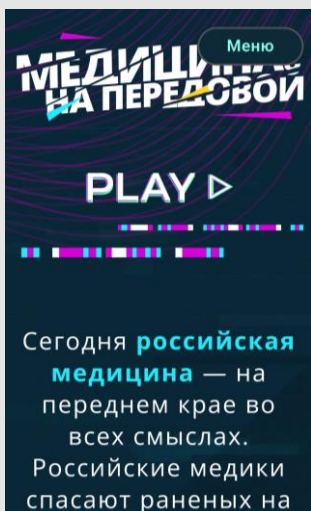 Меню
МЕДИЦИНА
НА ПЕРЕДОВОЙ
PLAY
Сегодня российская
медицина — на
переднем крае во
всех смыслах.
Российские медики
спасают раненых на